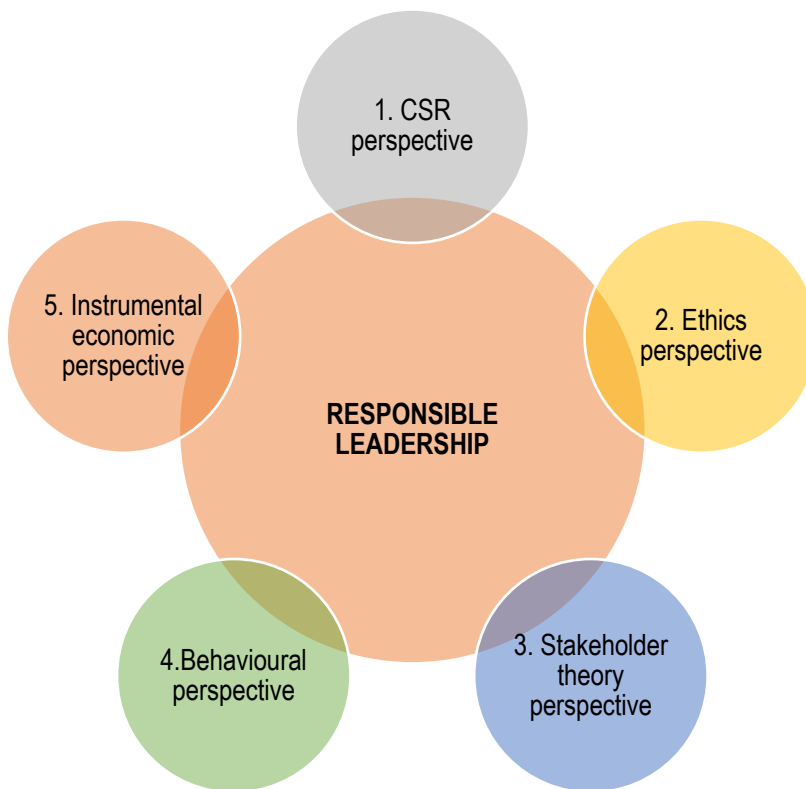 1. CSR
perspective
2. Ethics
perspective
3. Stakeholder
theory
perspective
4.Behavioural
perspective
5. Instrumental
economic
perspective
RESPONSIBLE
LEADERSHIP